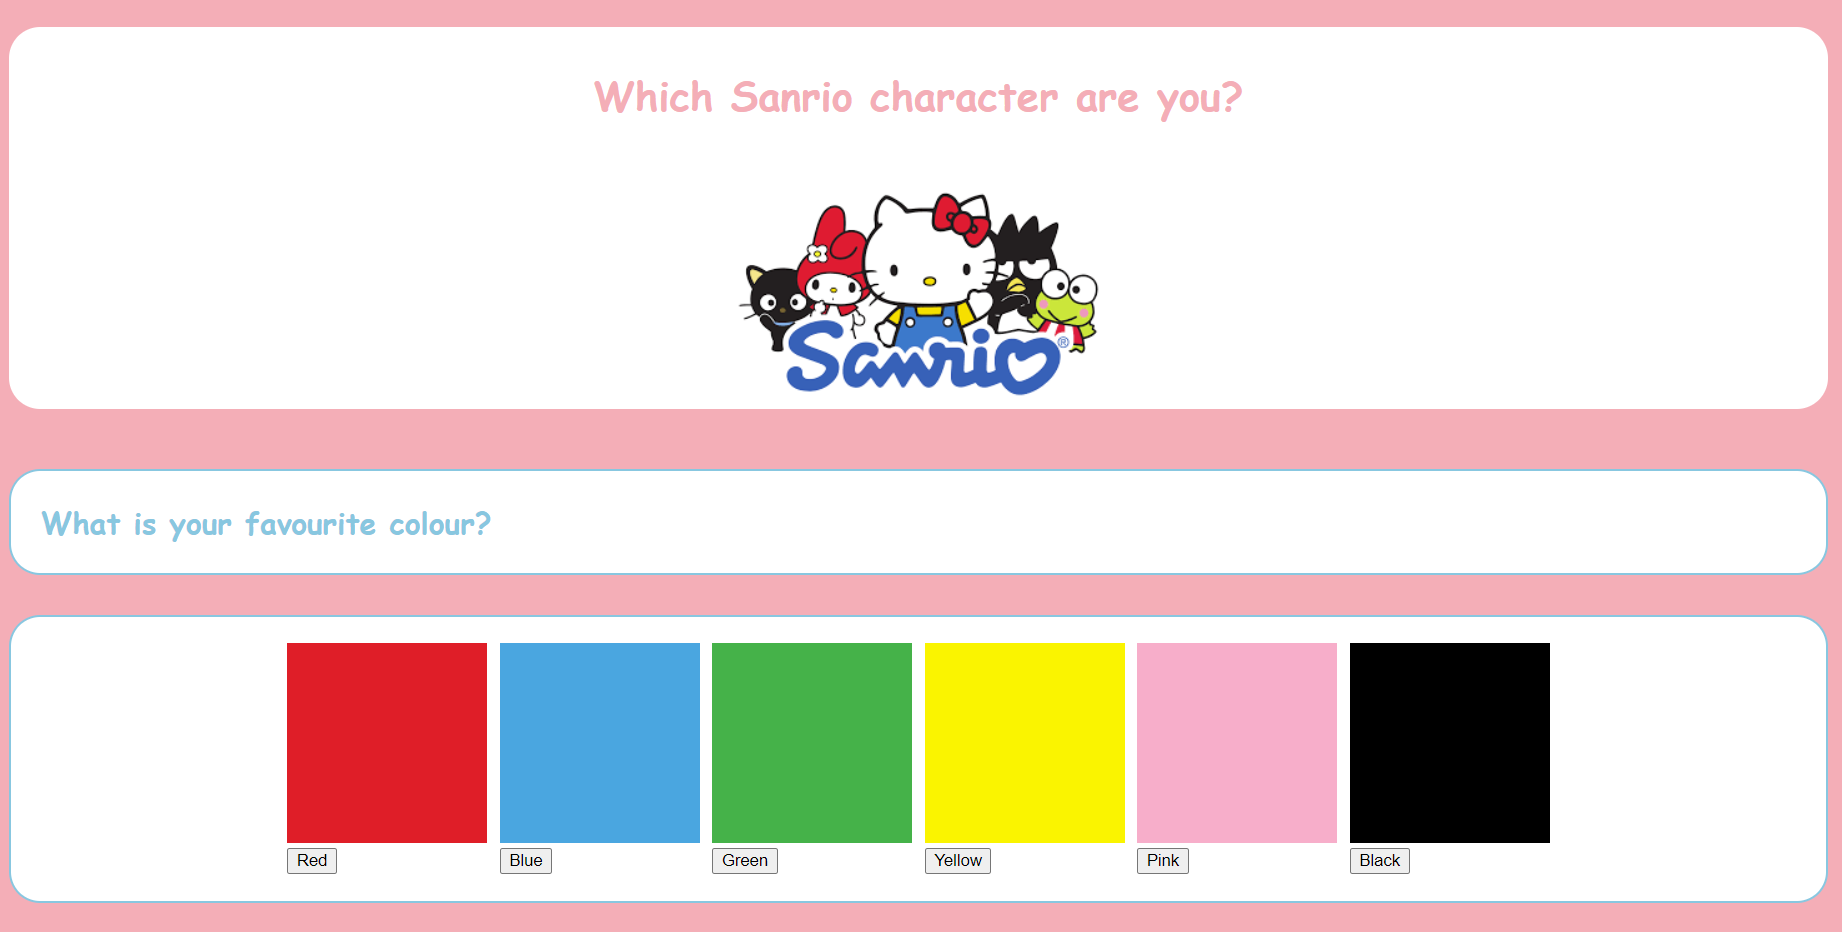 Which Sanrio character are you?
Sanrio®
What is your favourite colour?
Red Blue Green Yellow Pink Black